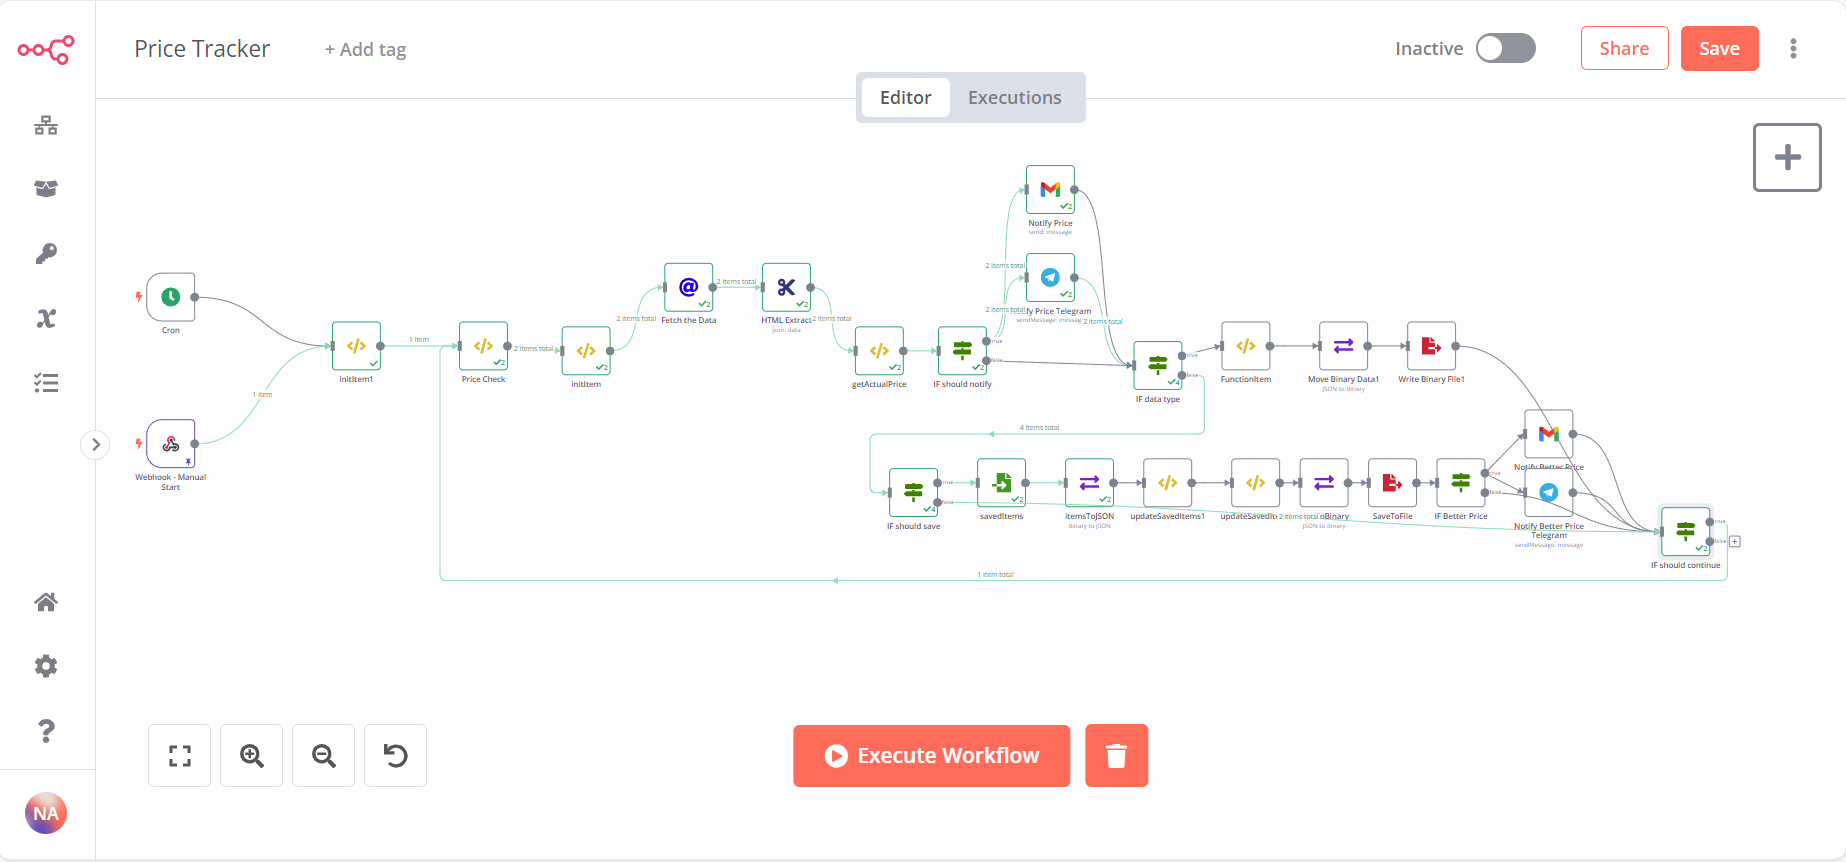 Price Tracker
+ Add tag
Inactive
Share
Save
Editor
Executions
Notify Price
send: message
2 items total
2 items total
fy Price Telegram
sendMessage: messag
2 items total
Cron
1 item
Webhook - Manual
Start
initItem1
1 item
Price Check
2 items total
initItem
2 items total
Fetch the Data
2 items total
HTML Extract
json: data
2 items total
getActualPrice
IF should notify
true
false
IF data type
true
false
FunctionItem
Move Binary Data1
JSON to Binary
Write Binary File1
4 items total
IF should save
true
false
savedItems
itemsToJSON
Binary to JSON
updateSavedItems1
updateSavedIt
2 items total
oBinary
JSON to Binary
SaveToFile
IF Better Price
true
false
Notify Better Price
Notify Better Price
Telegram
sendMessage: message
true
false
IF should continue
1 item total
Execute Workflow
NA